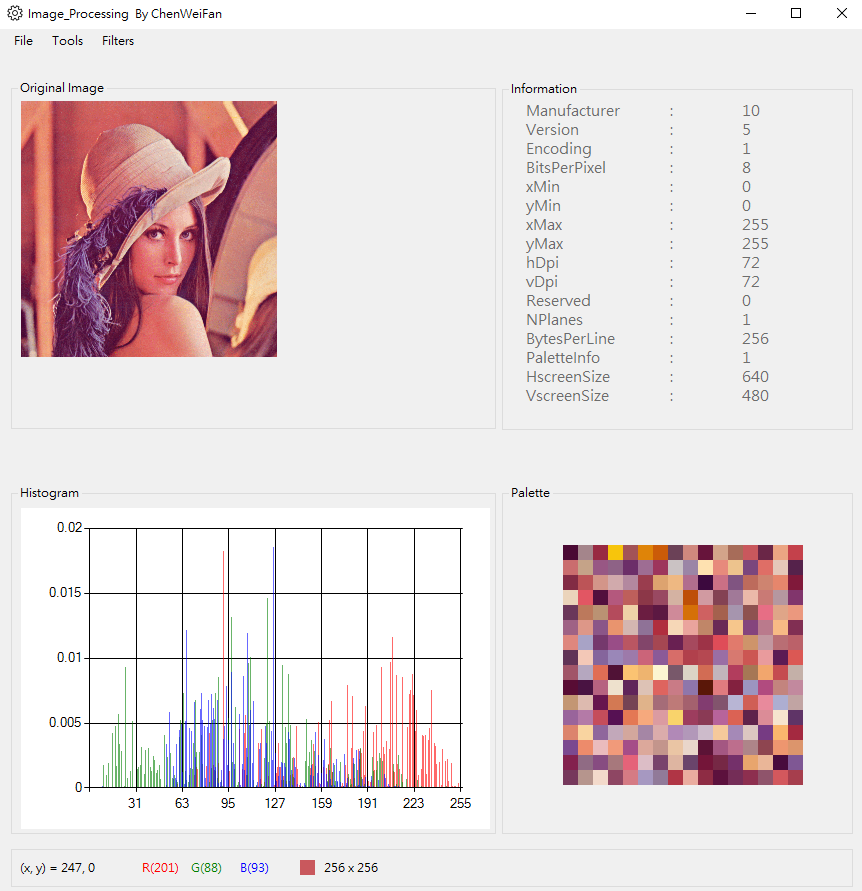 Image_Processing By ChenWeiFan
File Tools Filters
Original Image
Information
Manufacturer : 10
Version : 5
Encoding : 1
BitsPerPixel : 8
xMin : 0
yMin : 0
xMax : 255
yMax : 255
hDpi : 72
vDpi : 72
Reserved : 0
NPlanes : 1
BytesPerLine : 256
PaletteInfo : 1
HscreenSize : 640
VscreenSize : 480
Histogram
0.02
0.015
0.01
0.005
0
31 63 95 127 159 191 223 255
Palette
(x, y) = 247, 0 R(201) G(88) B(93) 256 x 256